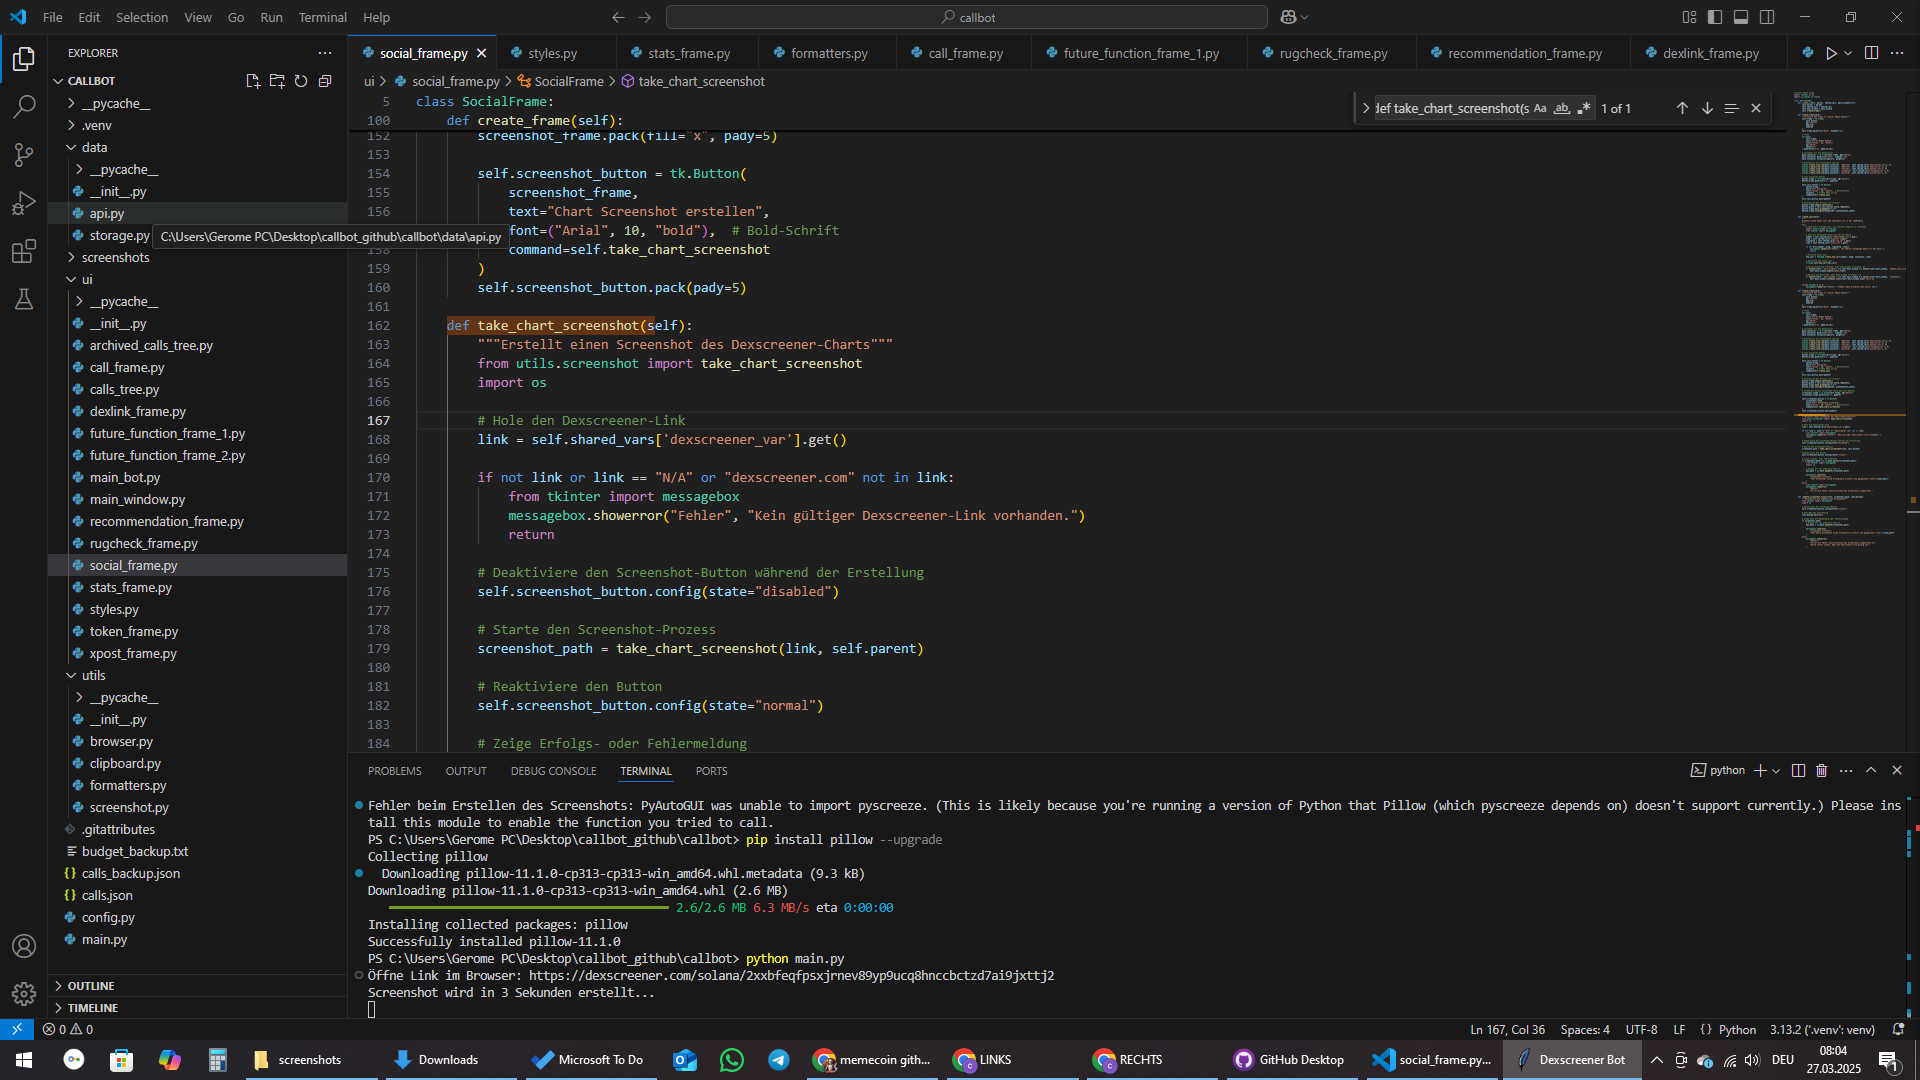 File Edit Selection View Go Run Terminal Help
callbot
EXPLORER
CALLBOT
__pycache__
.venv
data
__pycache__
__init__.py
api.py
storage.py
C:\Users\Gerome PC\Desktop\callbot_github\callbot\data\api.py
screenshots
ui
__pycache__
__init__.py
archived_calls_tree.py
call_frame.py
calls_tree.py
dexlink_frame.py
future_function_frame_1.py
future_function_frame_2.py
main_bot.py
main_window.py
recommendation_frame.py
rugcheck_frame.py
social_frame.py
stats_frame.py
styles.py
token_frame.py
xpost_frame.py
utils
__pycache__
__init__.py
browser.py
clipboard.py
formatters.py
screenshot.py
.gitattributes
budget_backup.txt
calls_backup.json
calls.json
config.py
main.py
OUTLINE
TIMELINE
social_frame.py styles.py stats_frame.py formatters.py call_frame.py future_function_frame_1.py rugcheck_frame.py recommendation_frame.py dexlink_frame.py
ui > social_frame.py > SocialFrame > take_chart_screenshot
def take_chart_screenshot(s Aa ab 1 of 1
5 class SocialFrame:
100 def create_frame(self):
152 screenshot_frame.pack(fill="x", pady=5)
153
154 self.screenshot_button = tk.Button(
155 screenshot_frame,
156 text="Chart Screenshot erstellen",
font=("Arial", 10, "bold"), # Bold-Schrift
158 command=self.take_chart_screenshot
159 )
160 self.screenshot_button.pack(pady=5)
161
162 def take_chart_screenshot(self):
163 """Erstellt einen Screenshot des Dexscreener-Charts"""
164 from utils.screenshot import take_chart_screenshot
165 import os
166
167 # Hole den Dexscreener-Link
168 link = self.shared_vars['dexscreener_var'].get()
169
170 if not link or link == "N/A" or "dexscreener.com" not in link:
171 from tkinter import messagebox
172 messagebox.showerror("Fehler", "Kein gültiger Dexscreener-Link vorhanden.")
173 return
174
175 # Deaktiviere den Screenshot-Button während der Erstellung
176 self.screenshot_button.config(state="disabled")
177
178 # Starte den Screenshot-Prozess
179 screenshot_path = take_chart_screenshot(link, self.parent)
180
181 # Reaktiviere den Button
182 self.screenshot_button.config(state="normal")
183
184 # Zeige Erfolgs- oder Fehlermeldung
PROBLEMS OUTPUT DEBUG CONSOLE TERMINAL PORTS
python
Fehler beim Erstellen des Screenshots: PyAutoGUI was unable to import pyscreeze. (This is likely because you're running a version of Python that Pillow (which pyscreeze depends on) doesn't support currently.) Please ins
tall this module to enable the function you tried to call.
PS C:\Users\Gerome PC\Desktop\callbot_github\callbot> pip install pillow --upgrade
Collecting pillow
Downloading pillow-11.1.0-cp313-cp313-win_amd64.whl.metadata (9.3 kB)
Downloading pillow-11.1.0-cp313-cp313-win_amd64.whl (2.6 MB)
2.6/2.6 MB 6.3 MB/s eta 0:00:00
Installing collected packages: pillow
Successfully installed pillow-11.1.0
PS C:\Users\Gerome PC\Desktop\callbot_github\callbot> python main.py
Öffne Link im Browser: https://dexscreener.com/solana/2xxbfeqfpsxjrnev89yp9ucq8hnccbctzd7ai9jxttj2
Screenshot wird in 3 Sekunden erstellt...
0 0
Ln 167, Col 36 Spaces: 4 UTF-8 LF {} Python 3.13.2 ('.venv': venv)
screenshots Downloads Microsoft To Do memecoin gith... LINKS RECHTS GitHub Desktop social_frame.py... Dexscreener Bot
DEU
08:04
27.03.2025
1